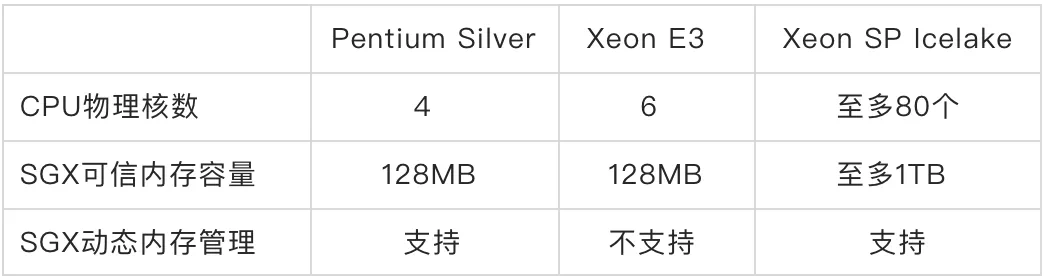 Pentium Silver Xeon E3 Xeon SP Icelake
CPU物理核数 4 6 至多80个
SGX可信内存容量 128MB 128MB 至多1TB
SGX动态内存管理 支持 不支持 支持